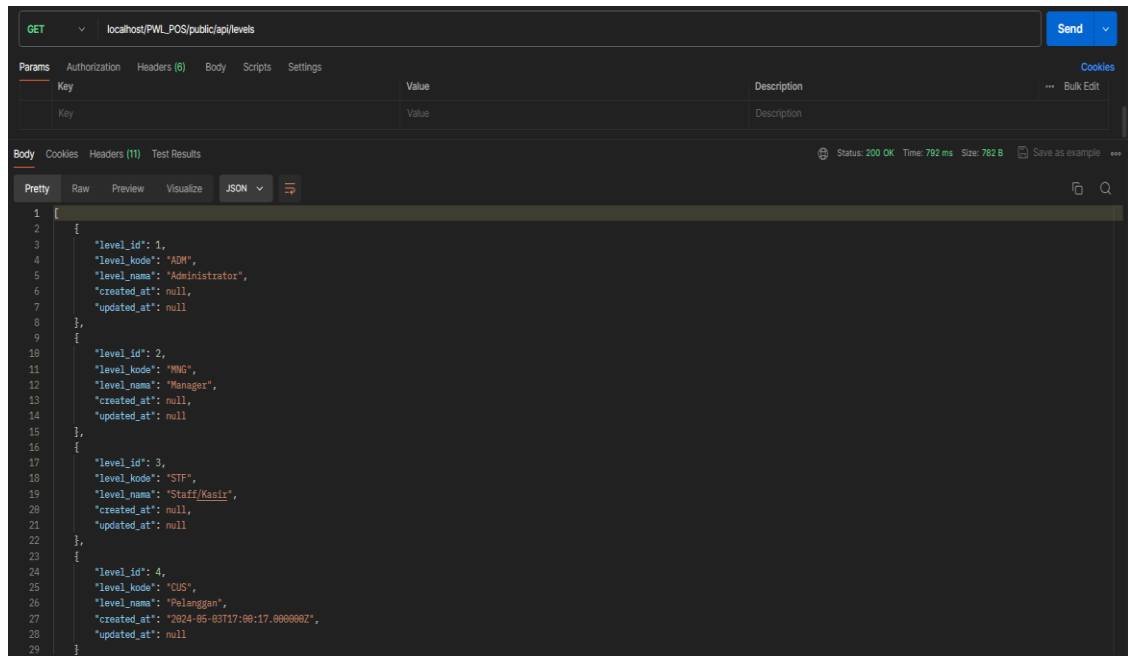 GET localhost/PWL_POS/public/api/levels Send
Params Authorization Headers (6) Body Scripts Settings Cookies
Key Value Description Bulk Edit
Key Value Description
Body Cookies Headers (11) Test Results Status: 200 OK Time: 792 ms Size: 782 B Save as example
Pretty Raw Preview Visualize JSON
1 [
2 {
3 "level_id": 1,
4 "level_kode": "ADM",
5 "level_nama": "Administrator",
6 "created_at": null,
7 "updated_at": null
8 },
9 {
10 "level_id": 2,
11 "level_kode": "MNG",
12 "level_nama": "Manager",
13 "created_at": null,
14 "updated_at": null
15 },
16 {
17 "level_id": 3,
18 "level_kode": "STF",
19 "level_nama": "Staff/Kasir",
20 "created_at": null,
21 "updated_at": null
22 },
23 {
24 "level_id": 4,
25 "level_kode": "CUS",
26 "level_nama": "Pelanggan",
27 "created_at": "2024-05-03T17:00:17.000000Z",
28 "updated_at": null
29 }